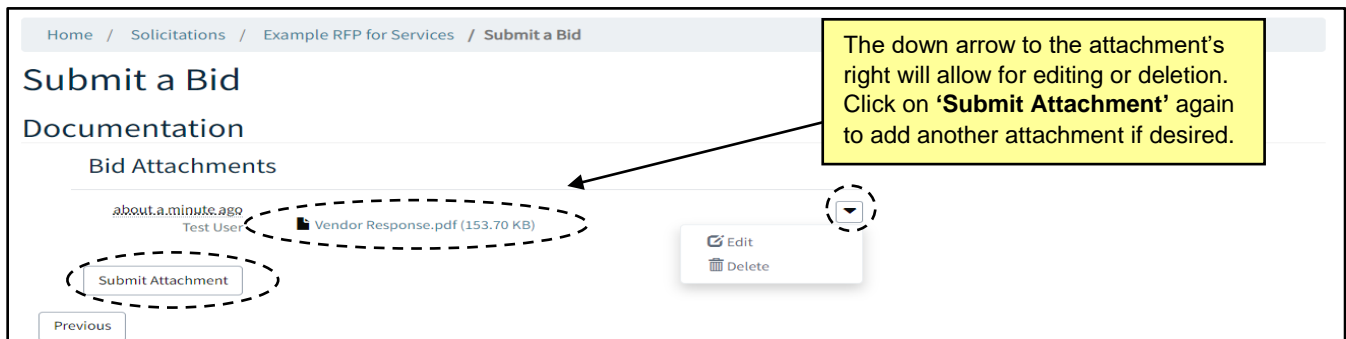 Home / Solicitations / Example RFP for Services / Submit a Bid
The down arrow to the attachment's
right will allow for editing or deletion.
Click on 'Submit Attachment' again
to add another attachment if desired.
Submit a Bid
Documentation
Bid Attachments
about a minute ago
Test User
Vendor Response.pdf (153.70 KB)
Edit
Delete
Submit Attachment
Previous